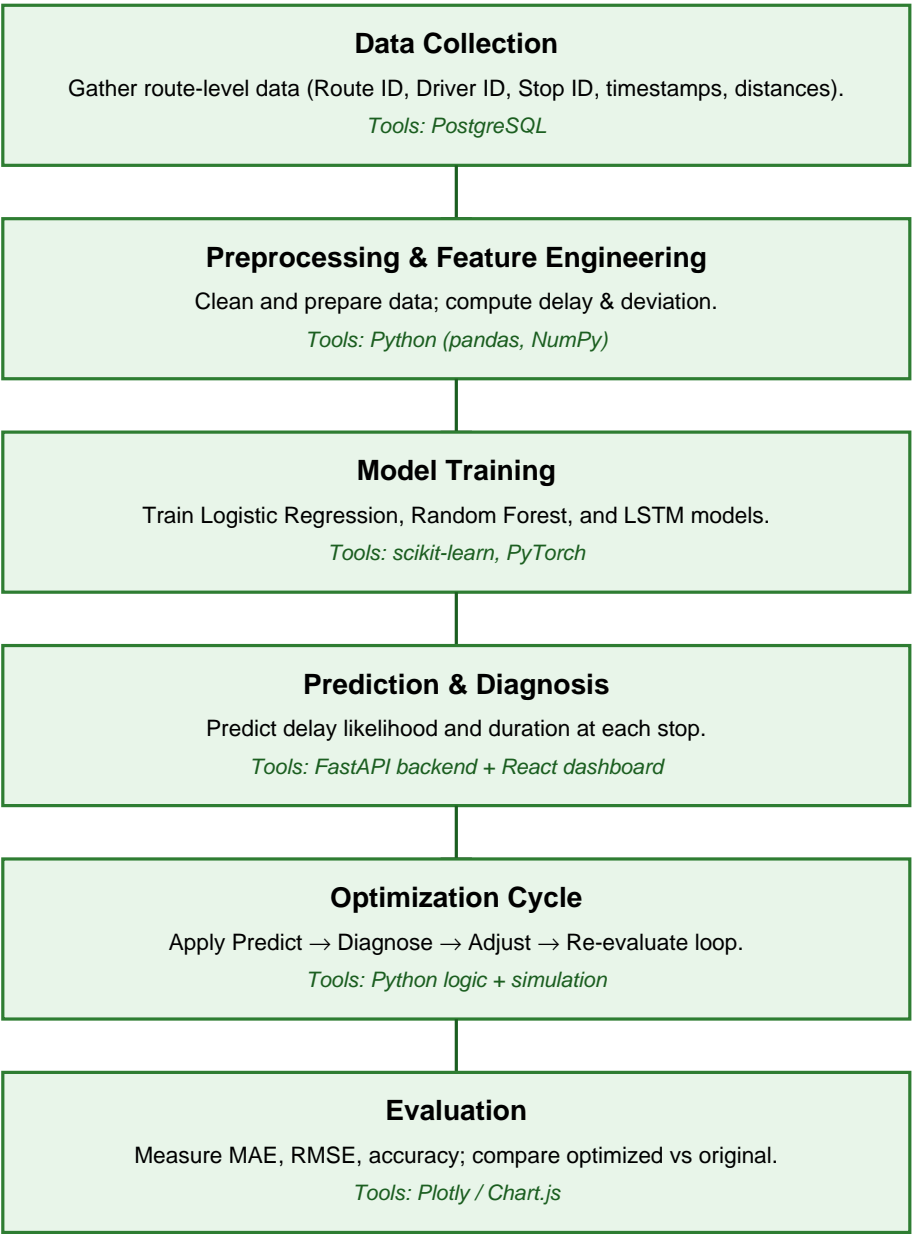 Data Collection
Gather route-level data (Route ID, Driver ID, Stop ID, timestamps, distances).
Tools: PostgreSQL
Preprocessing & Feature Engineering
Clean and prepare data; compute delay & deviation.
Tools: Python (pandas, NumPy)
Model Training
Train Logistic Regression, Random Forest, and LSTM models.
Tools: scikit-learn, PyTorch
Prediction & Diagnosis
Predict delay likelihood and duration at each stop.
Tools: FastAPI backend + React dashboard
Optimization Cycle
Apply Predict → Diagnose → Adjust → Re-evaluate loop.
Tools: Python logic + simulation
Evaluation
Measure MAE, RMSE, accuracy; compare optimized vs original.
Tools: Plotly / Chart.js